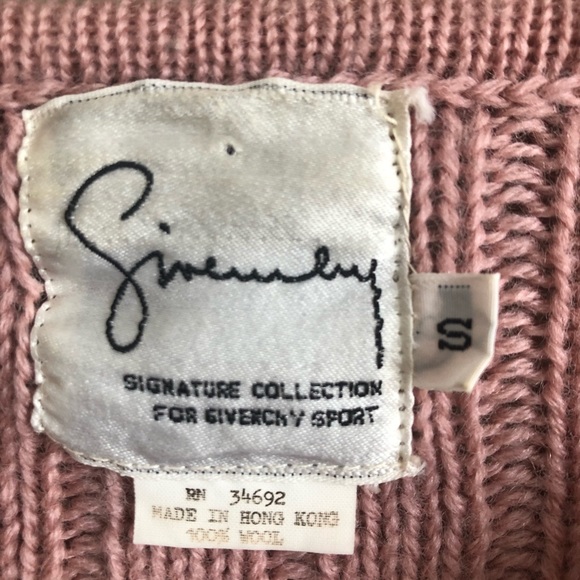 Givenchy
SIGNATURE COLLECTION
FOR GIVENCHY SPORT
S
RN 34692
MADE IN HONG KONG
100% WOOL